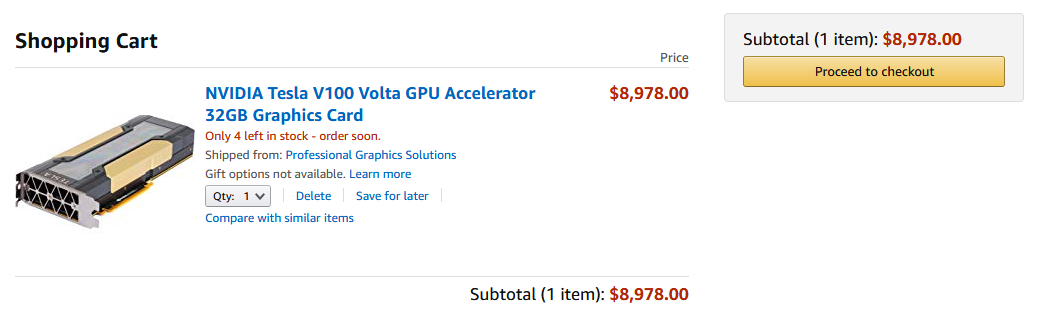 Shopping Cart
Price
NVIDIA Tesla V100 Volta GPU Accelerator
32GB Graphics Card
$8,978.00
Only 4 left in stock - order soon.
Shipped from: Professional Graphics Solutions
Gift options not available. Learn more
Qty: 1
Delete
Save for later
Compare with similar items
TESLA
Subtotal (1 item): $8,978.00
Subtotal (1 item): $8,978.00
Proceed to checkout